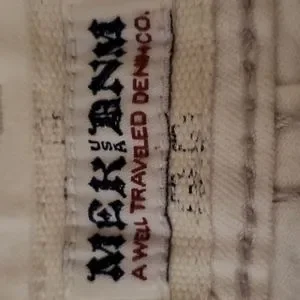 MEK DNM
USA
A WELL TRAVELED DENIM CO.